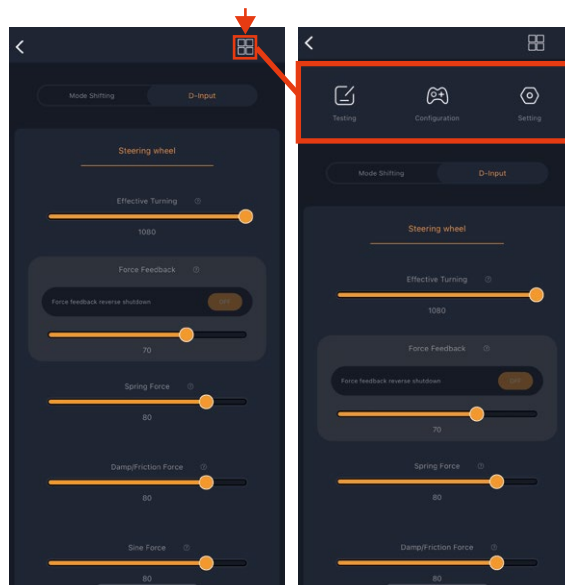 Mode Shifting
D-Input
Steering wheel
Effective Turning
1080
Force Feedback
Force feedback reverse shutdown
OFF
70
Spring Force
80
Damp/Friction Force
80
Sine Force
80
Testing
Configuration
Setting
Mode Shifting
D-Input
Steering wheel
Effective Turning
1080
Force Feedback
Force feedback reverse shutdown
OFF
70
Spring Force
80
Damp/Friction Force
80